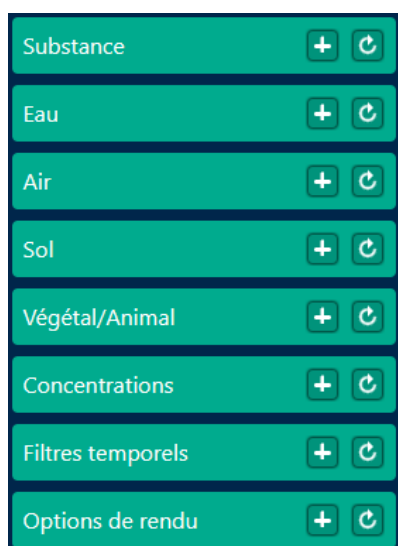 Substance
Eau
Air
Sol
Végétal/Animal
Concentrations
Filtres temporels
Options de rendu